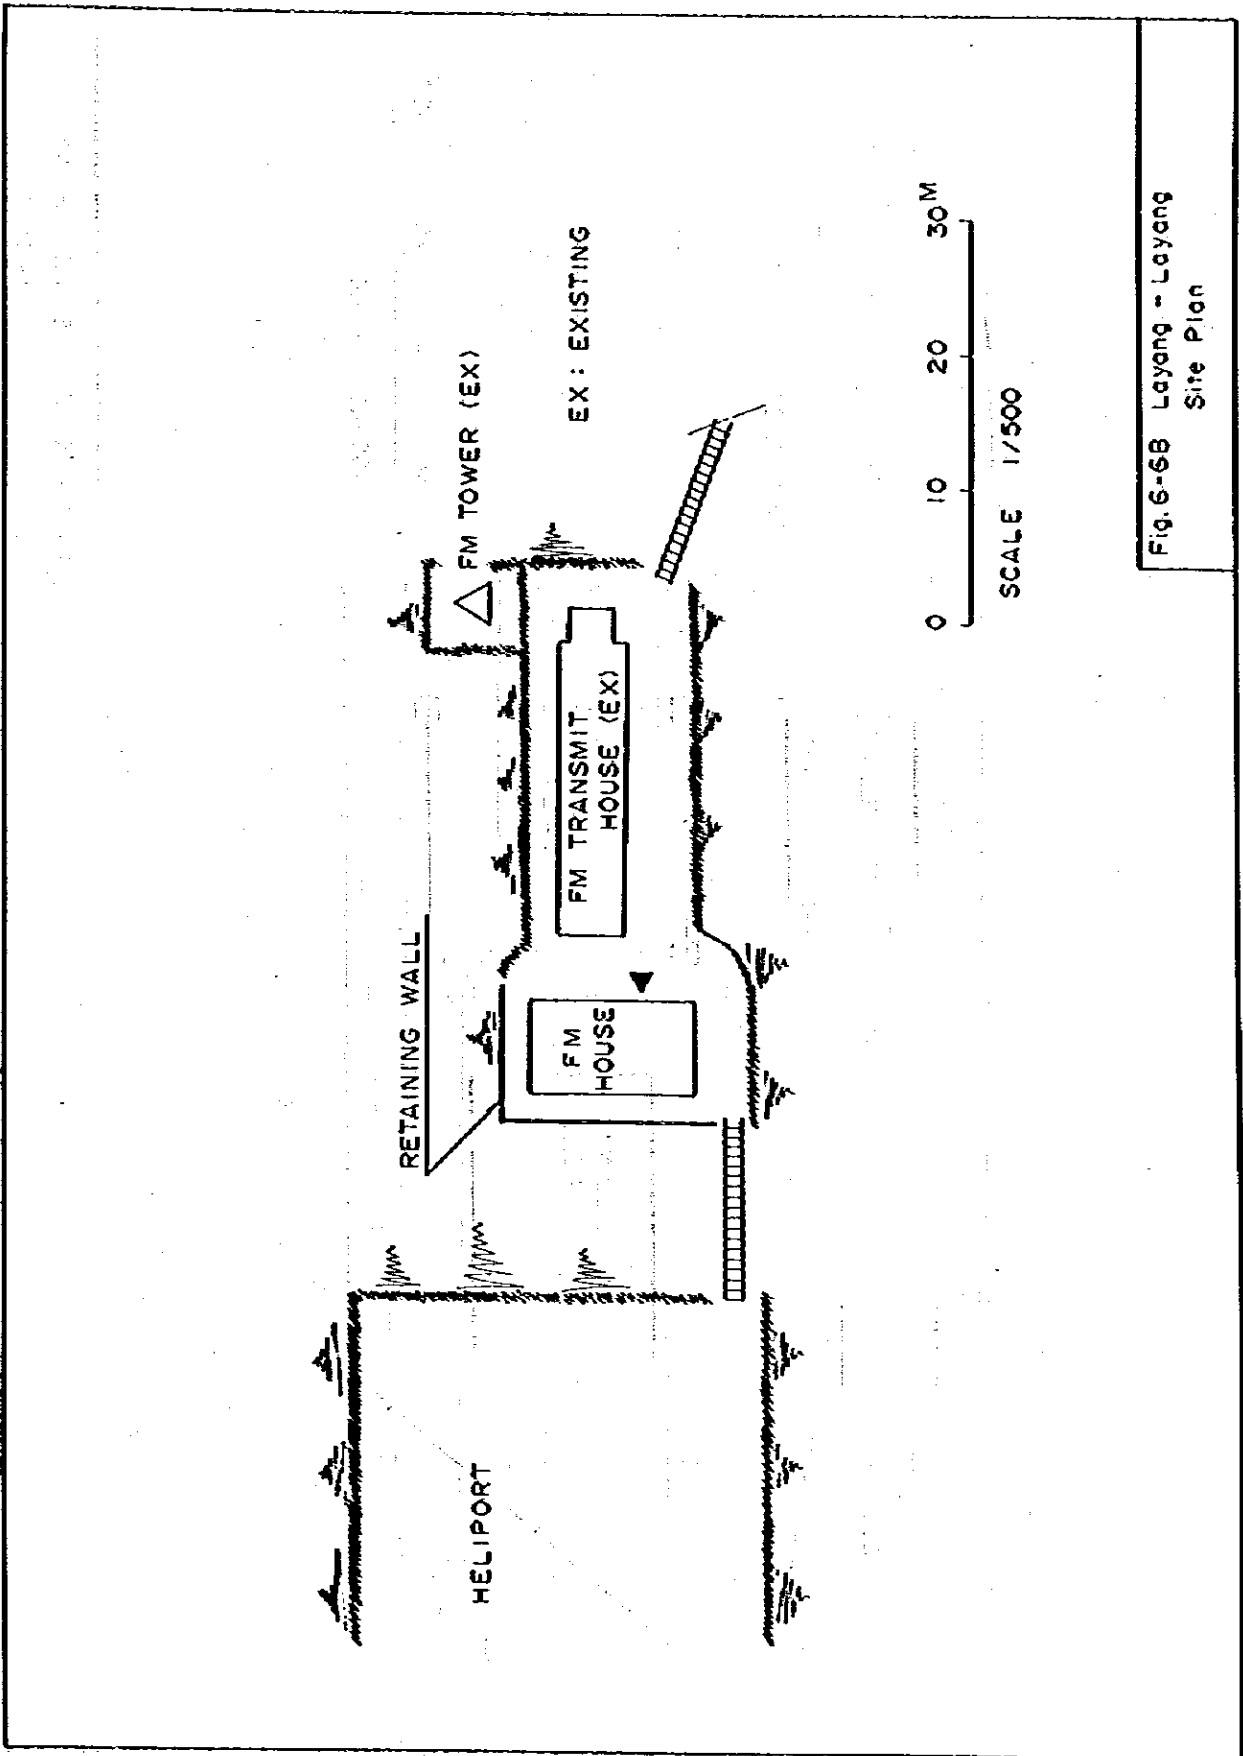 HELIPORT
RETAINING WALL
FM
HOUSE
FM TRANSMIT
HOUSE (EX)
FM TOWER (EX)
EX : EXISTING
0 10 20 30M
SCALE 1/500
Fig. 6-6B Layang - Layang
Site Plan